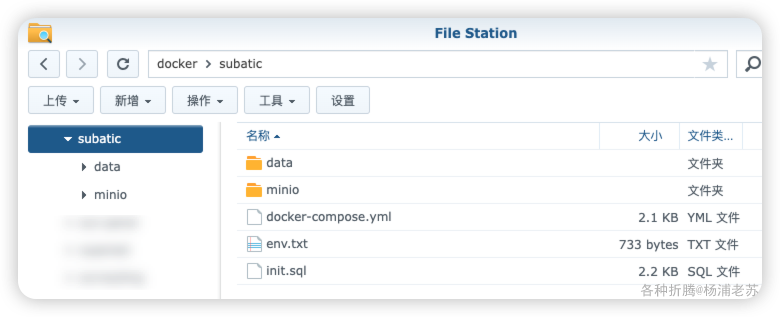 File Station
docker > subatic
上传 新增 操作 工具 设置
subatic
data
minio
名称 大小 文件类...
data 文件夹
minio 文件夹
docker-compose.yml 2.1 KB YML 文件
env.txt 733 bytes TXT 文件
init.sql 2.2 KB SQL 文件
各种折腾@杨浦老苏